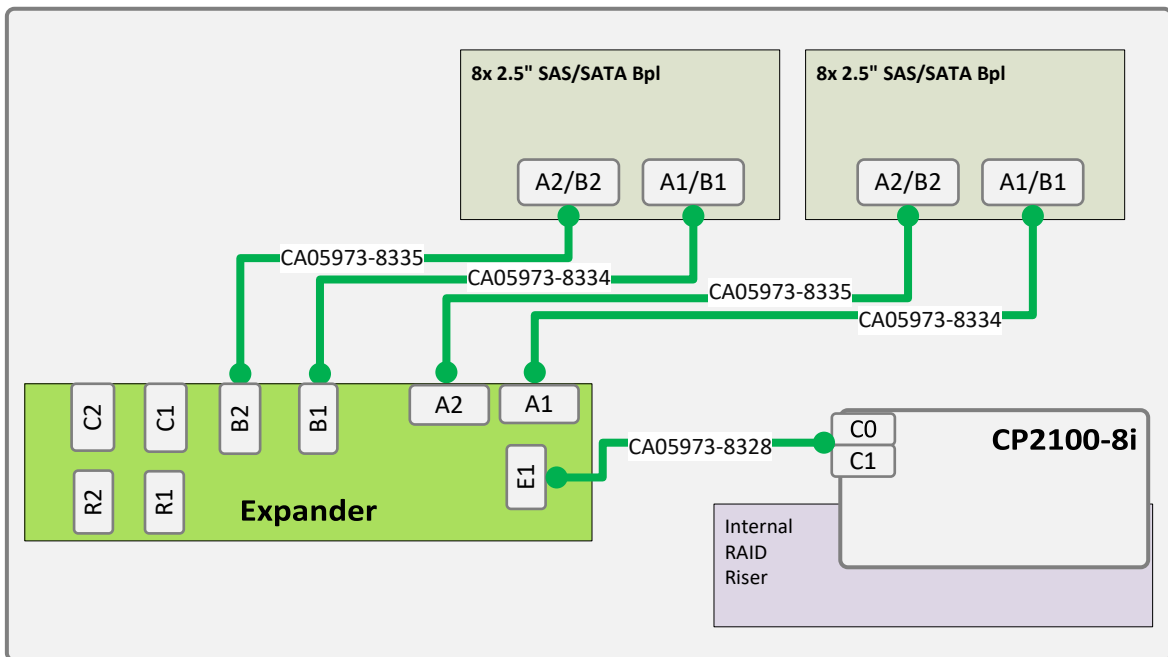 8x 2.5" SAS/SATA Bpl
8x 2.5" SAS/SATA Bpl
A2/B2
A1/B1
A2/B2
A1/B1
CA05973-8335
CA05973-8334
CA05973-8335
CA05973-8334
C2
C1
B2
B1
A2
A1
R2
R1
E1
Expander
CA05973-8328
C0
C1
CP2100-8i
Internal
RAID
Riser